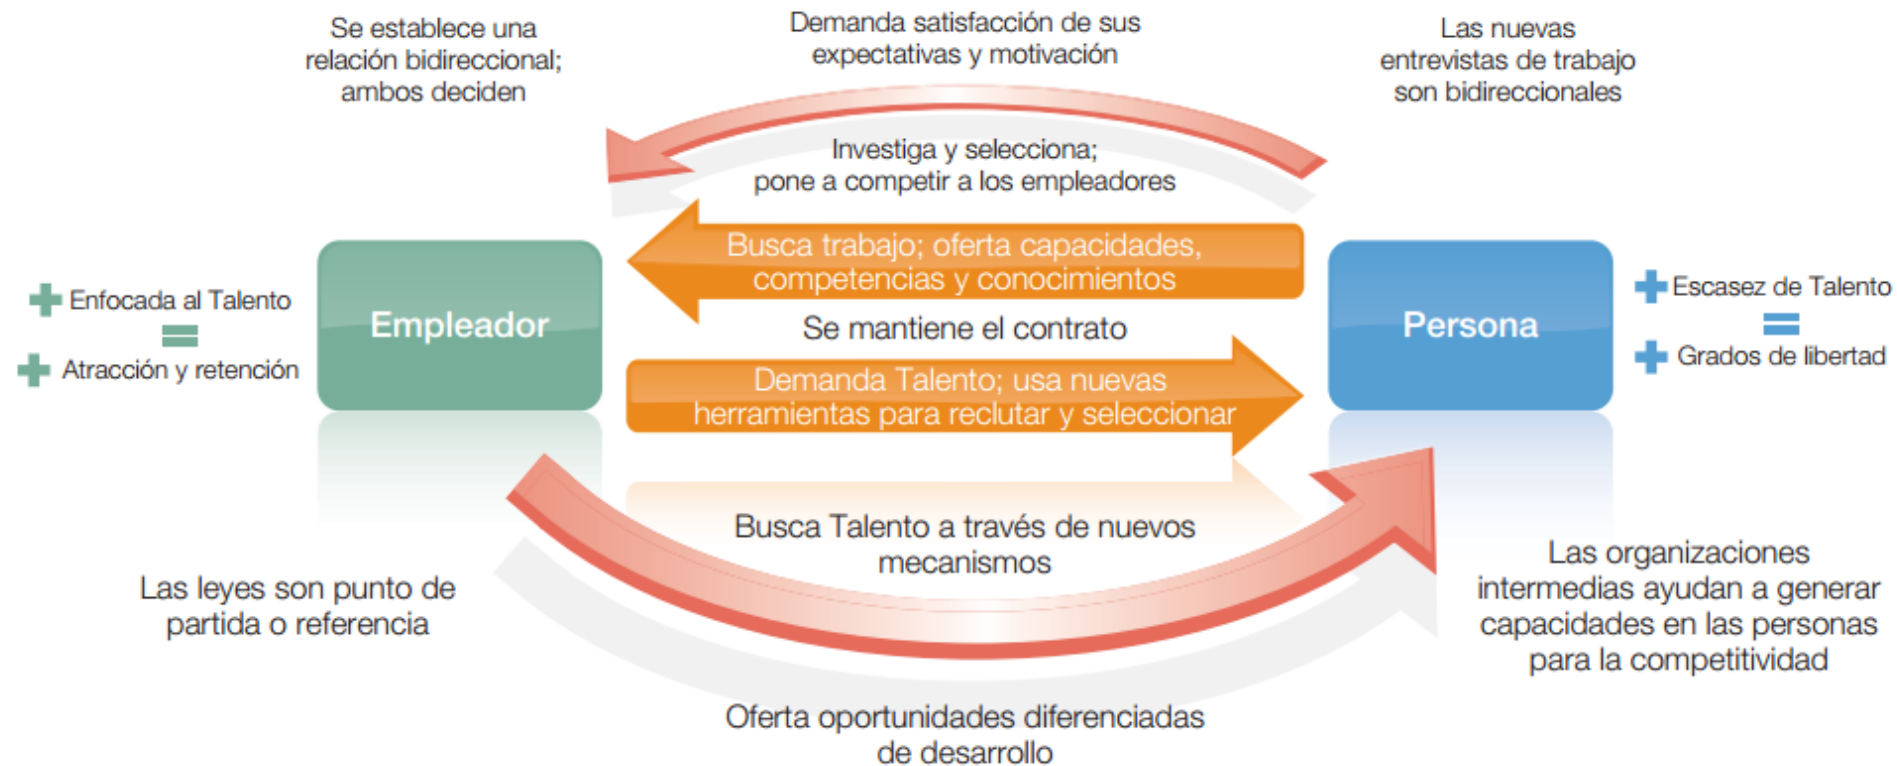 Se establece una
relación bidireccional;
ambos deciden
Demanda satisfacción de sus
expectativas y motivación
Las nuevas
entrevistas de trabajo
son bidireccionales
Investiga y selecciona;
pone a competir a los empleadores
Busca trabajo; oferta capacidades,
competencias y conocimientos
+ Enfocada al Talento
=
+ Atracción y retención
Empleador
Se mantiene el contrato
Persona
+ Escasez de Talento
=
+ Grados de libertad
Demanda Talento; usa nuevas
herramientas para reclutar y seleccionar
Busca Talento a través de nuevos
mecanismos
Las leyes son punto de
partida o referencia
Las organizaciones
intermedias ayudan a generar
capacidades en las personas
para la competitividad
Oferta oportunidades diferenciadas
de desarrollo